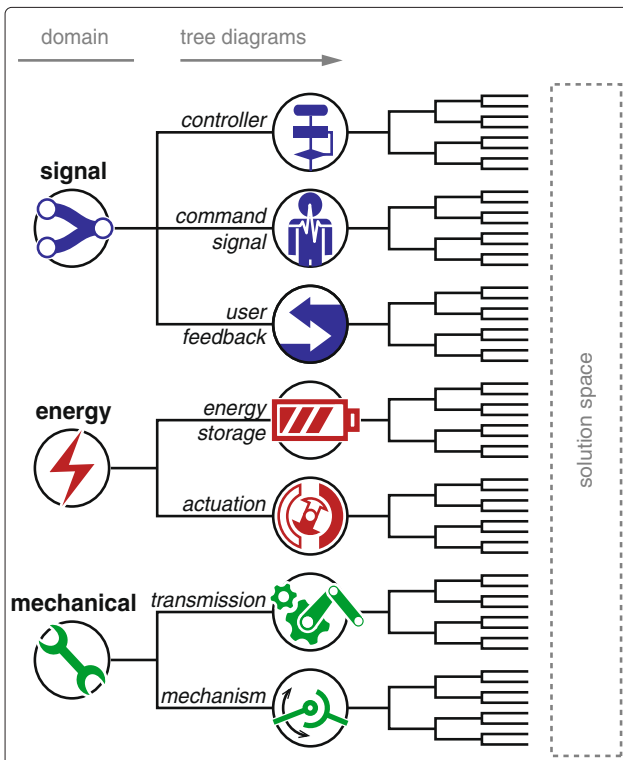 domain
tree diagrams
controller
signal
command
signal
user
feedback
energy
energy
storage
actuation
mechanical
transmission
mechanism
solution space